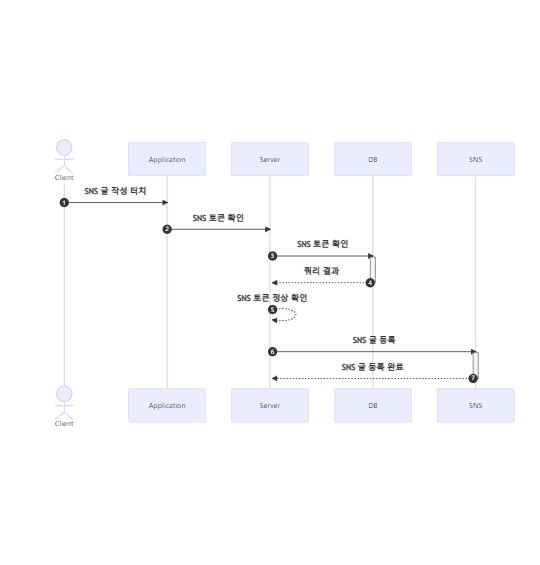 Client
Application
Server
DB
SNS
SNS 글 작성 터치
1
SNS 토큰 확인
2
SNS 토큰 확인
3
쿼리 결과
4
SNS 토큰 정상 확인
5
SNS 글 등록
6
SNS 글 등록 완료
7
Client
Application
Server
DB
SNS